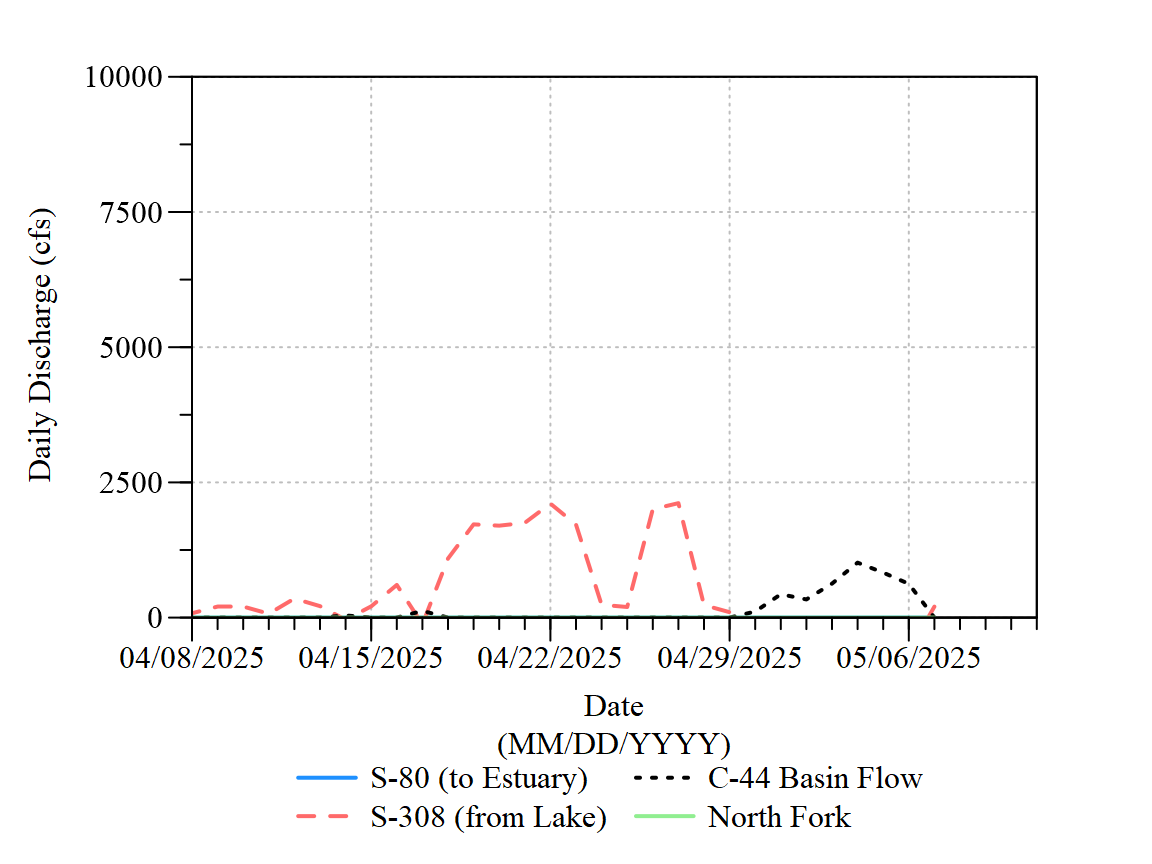 10000
7500
5000
2500
0
Daily Discharge (cfs)
04/08/2025 04/15/2025 04/22/2025 04/29/2025 05/06/2025
Date
(MM/DD/YYYY)
S-80 (to Estuary) C-44 Basin Flow
S-308 (from Lake) North Fork